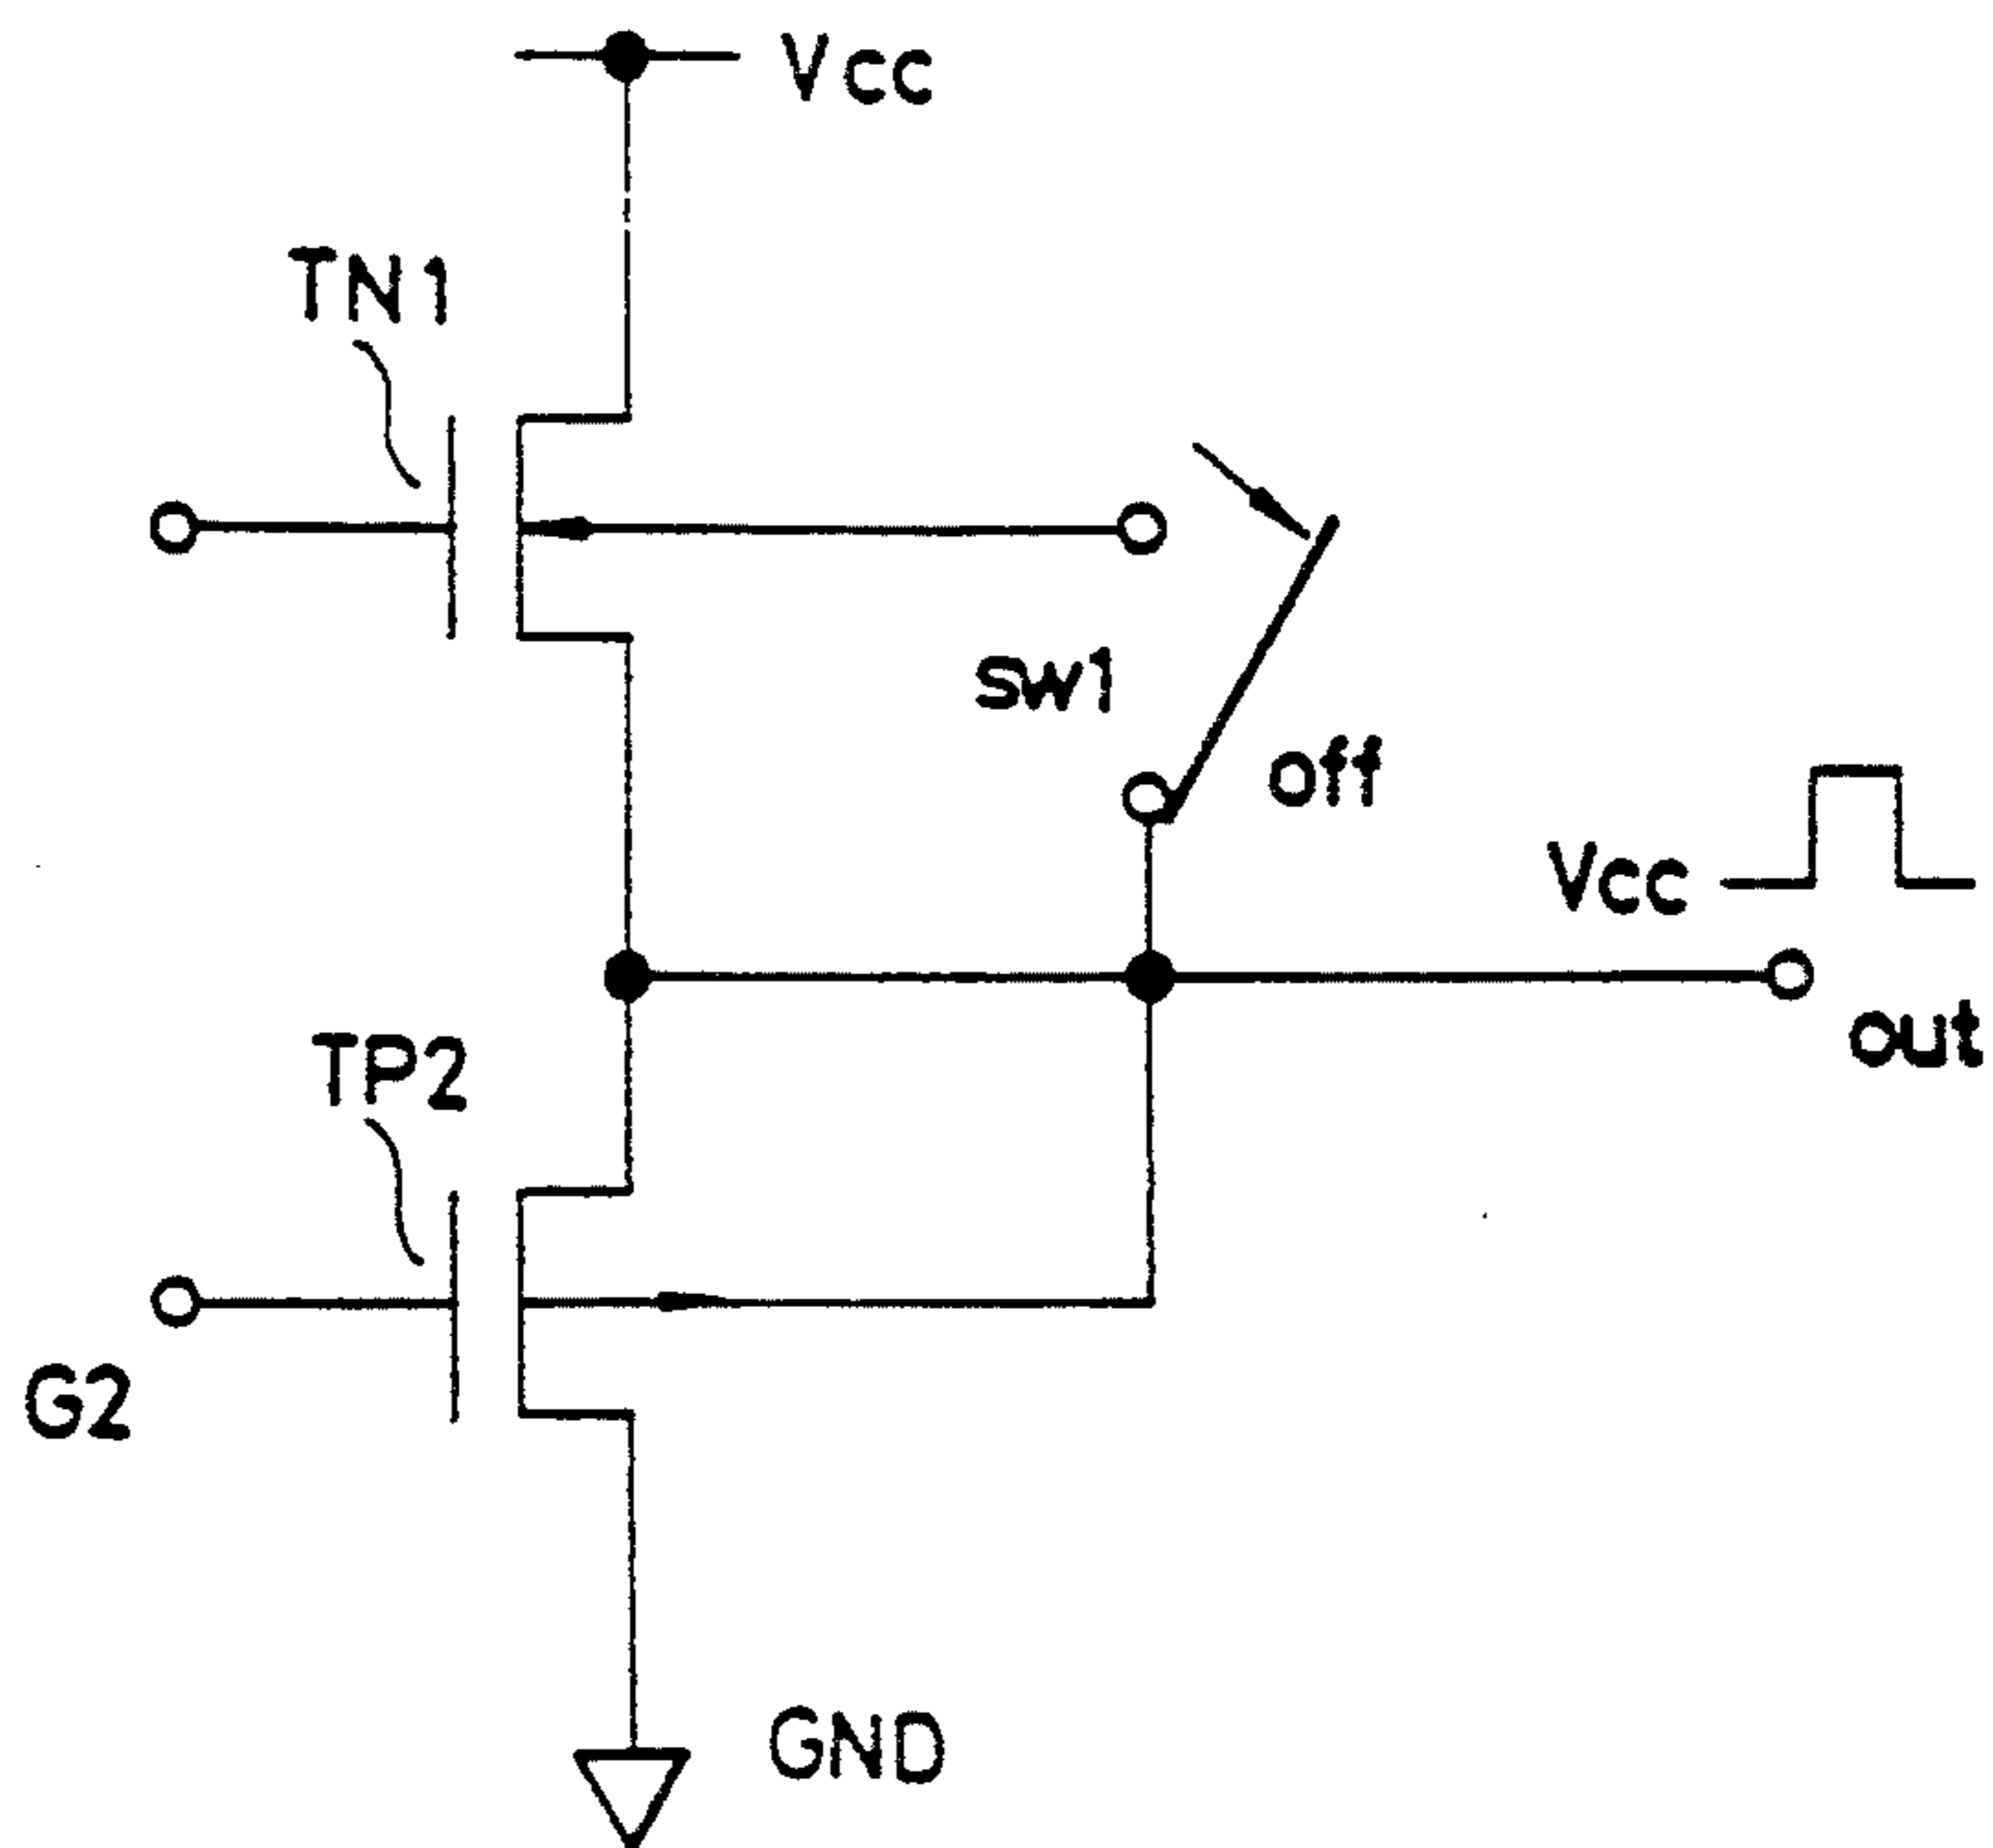 Vcc
TN1
SW1
off
Vcc
out
TP2
G2
GND